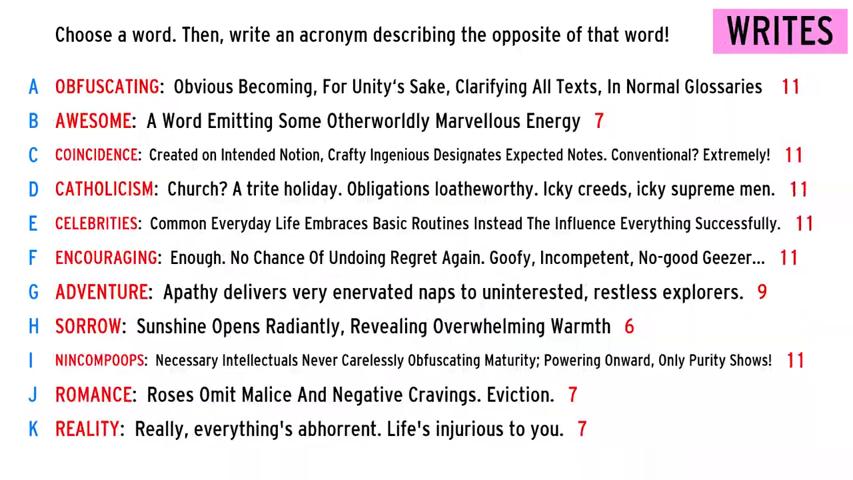 Choose a word. Then, write an acronym describing the opposite of that word!
WRITES
A OBFUSCATING: Obvious Becoming, For Unity's Sake, Clarifying All Texts, In Normal Glossaries 11
B AWESOME: A Word Emitting Some Otherworldly Marvellous Energy 7
C COINCIDENCE: Created on Intended Notion, Crafty Ingenious Designates Expected Notes. Conventional? Extremely! 11
D CATHOLICISM: Church? A trite holiday. Obligations loatheworthy. Icky creeds, icky supreme men. 11
E CELEBRITIES: Common Everyday Life Embraces Basic Routines Instead The Influence Everything Successfully. 11
F ENCOURAGING: Enough. No Chance Of Undoing Regret Again. Goofy, Incompetent, No-good Geezer... 11
G ADVENTURE: Apathy delivers very enervated naps to uninterested, restless explorers. 9
H SORROW: Sunshine Opens Radiantly, Revealing Overwhelming Warmth 6
I NINCOMPOOPS: Necessary Intellectuals Never Carelessly Obfuscating Maturity; Powering Onward, Only Purity Shows! 11
J ROMANCE: Roses Omit Malice And Negative Cravings. Eviction. 7
K REALITY: Really, everything's abhorrent. Life's injurious to you. 7